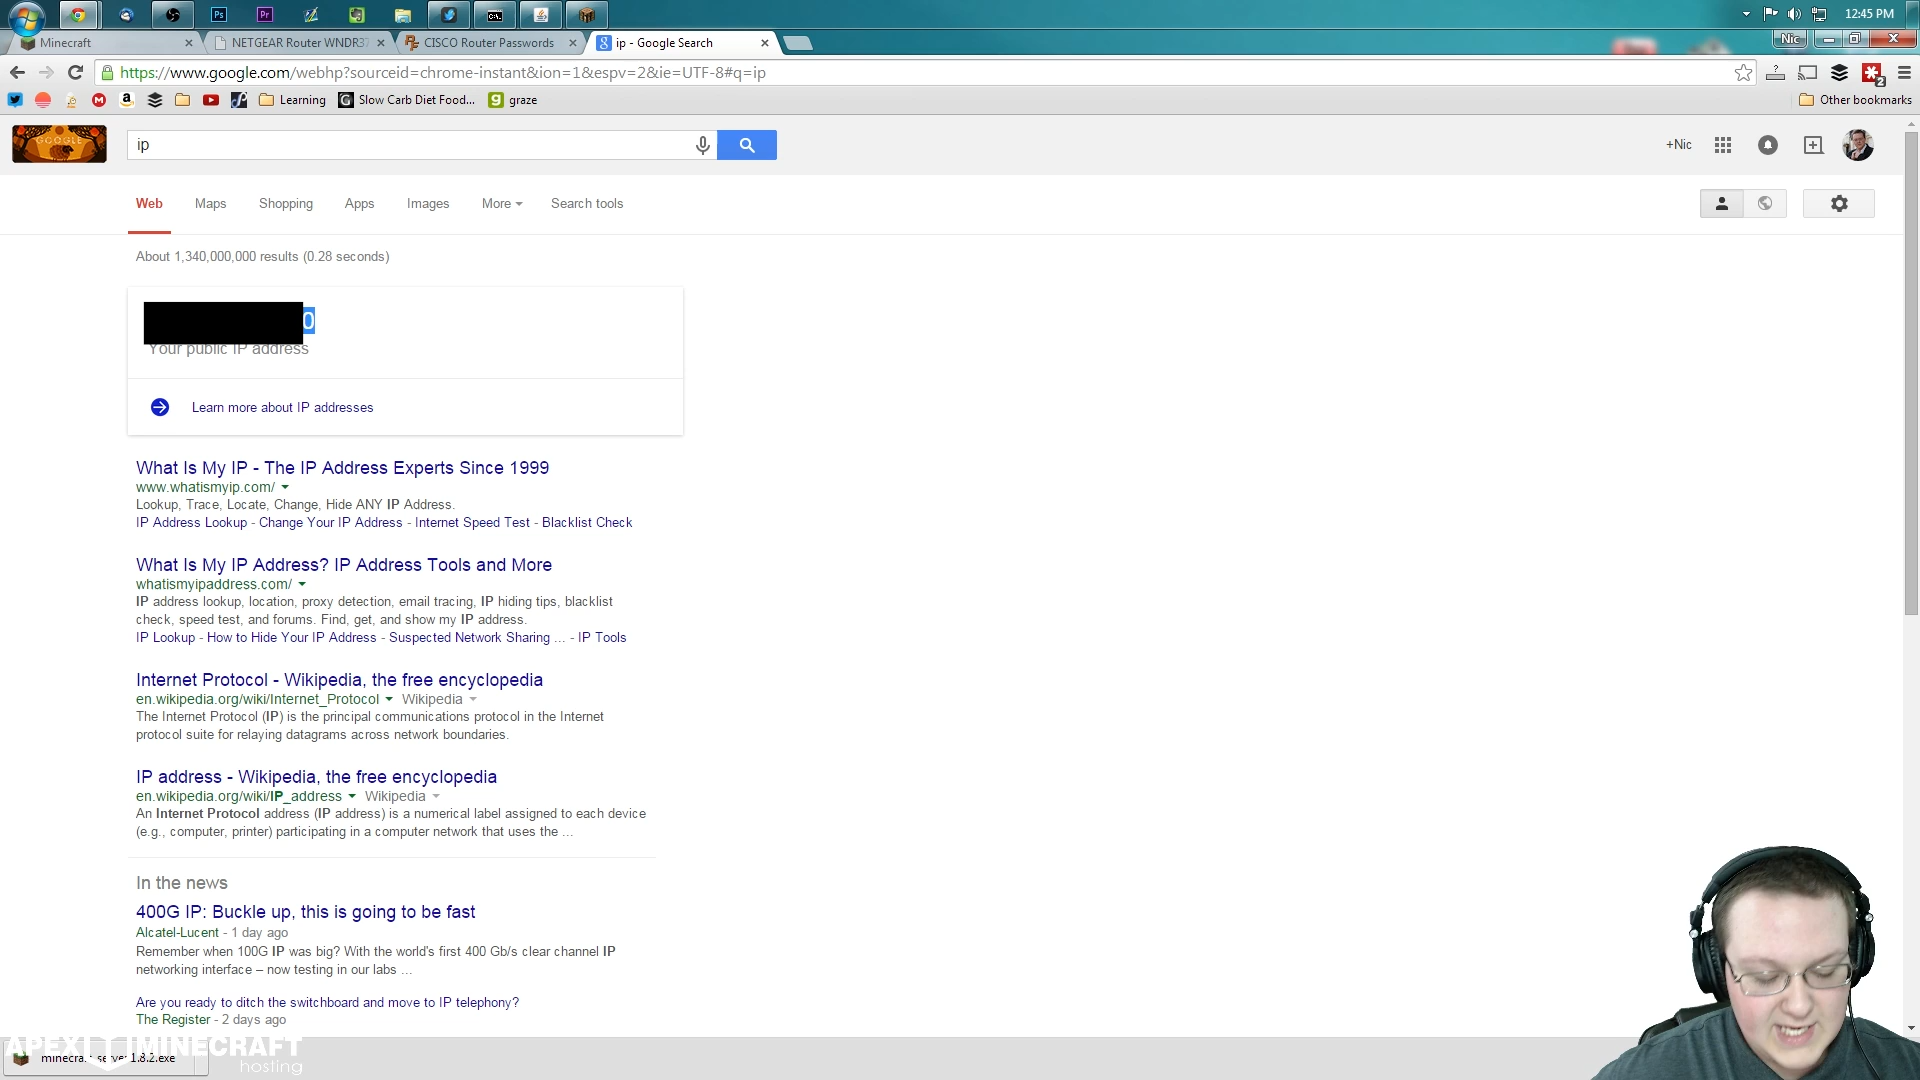 12:45 PM
Minecraft
NETGEAR Router WNDR37
CISCO Router Passwords
ip - Google Search
Nic
https://www.google.com/webhp?sourceid=chrome-instant&ion=1&espv=2&ie=UTF-8#q=ip
Learning
Slow Carb Diet Food...
graze
Other bookmarks
GOOGLE
ip
+Nic
Web
Maps
Shopping
Apps
Images
More
Search tools
About 1,340,000,000 results (0.28 seconds)
0
Your public IP address
Learn more about IP addresses
What Is My IP - The IP Address Experts Since 1999
www.whatismyip.com/
Lookup, Trace, Locate, Change, Hide ANY IP Address.
IP Address Lookup - Change Your IP Address - Internet Speed Test - Blacklist Check
What Is My IP Address? IP Address Tools and More
whatismyipaddress.com/
IP address lookup, location, proxy detection, email tracing, IP hiding tips, blacklist
check, speed test, and forums. Find, get, and show my IP address.
IP Lookup - How to Hide Your IP Address - Suspected Network Sharing ... - IP Tools
Internet Protocol - Wikipedia, the free encyclopedia
en.wikipedia.org/wiki/Internet_Protocol Wikipedia
The Internet Protocol (IP) is the principal communications protocol in the Internet
protocol suite for relaying datagrams across network boundaries.
IP address - Wikipedia, the free encyclopedia
en.wikipedia.org/wiki/IP_address Wikipedia
An Internet Protocol address (IP address) is a numerical label assigned to each device
(e.g., computer, printer) participating in a computer network that uses the ...
In the news
400G IP: Buckle up, this is going to be fast
Alcatel-Lucent - 1 day ago
Remember when 100G IP was big? With the world's first 400 Gb/s clear channel IP
networking interface – now testing in our labs ...
Are you ready to ditch the switchboard and move to IP telephony?
The Register - 2 days ago
APEX MINECRAFT
hosting
minecraft_server.1.8.2.exe